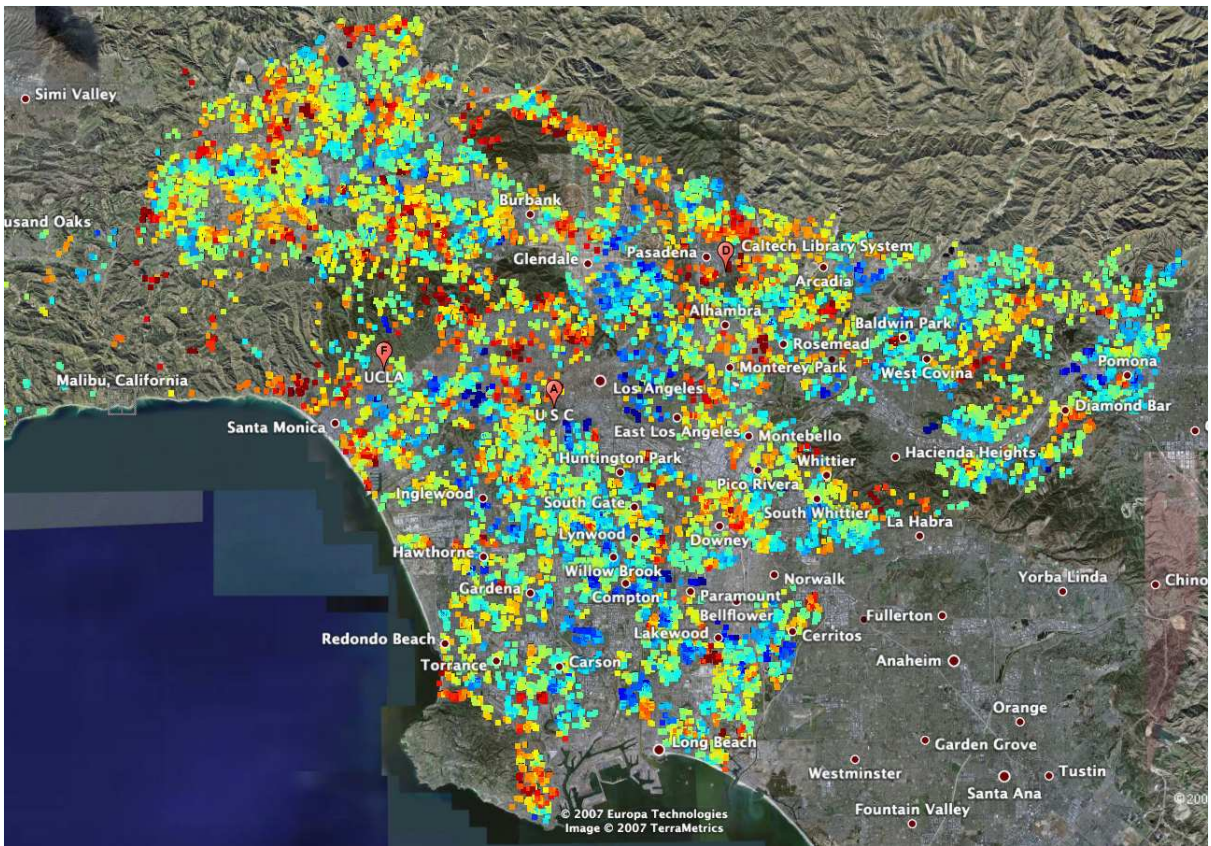 Simi Valley
usand Oaks
Burbank
Glendale
Pasadena
D
Caltech Library System
Arcadia
Alhambra
Rosemead
Baldwin Park
Monterey Park
West Covina
Pomona
Malibu, California
F
UCLA
A
U S C
Los Angeles
Diamond Bar
Santa Monica
East Los Angeles
Montebello
Huntington Park
Whittier
Hacienda Heights
Pico Rivera
Inglewood
South Gate
South Whittier
La Habra
Lynwood
Downey
Hawthorne
Willow Brook
Norwalk
Yorba Linda
Chino
Gardena
Compton
Paramount
Bellflower
Fullerton
Redondo Beach
Lakewood
Cerritos
Torrance
Carson
Anaheim
Orange
Long Beach
Garden Grove
Westminster
Santa Ana
Tustin
Fountain Valley
© 2007 Europa Technologies
Image © 2007 TerraMetrics
©200